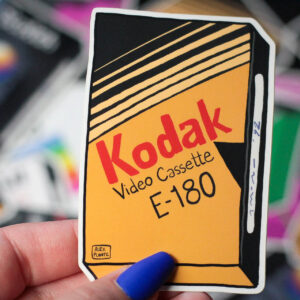 Kodak
Video Cassette
E-180
ALEX
PLANTE